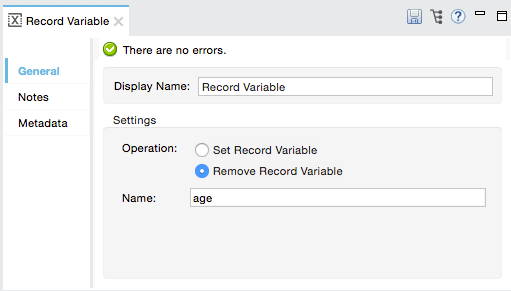 Record Variable
There are no errors.
General
Notes
Metadata
Display Name: Record Variable
Settings
Operation: Set Record Variable
Remove Record Variable
Name: age